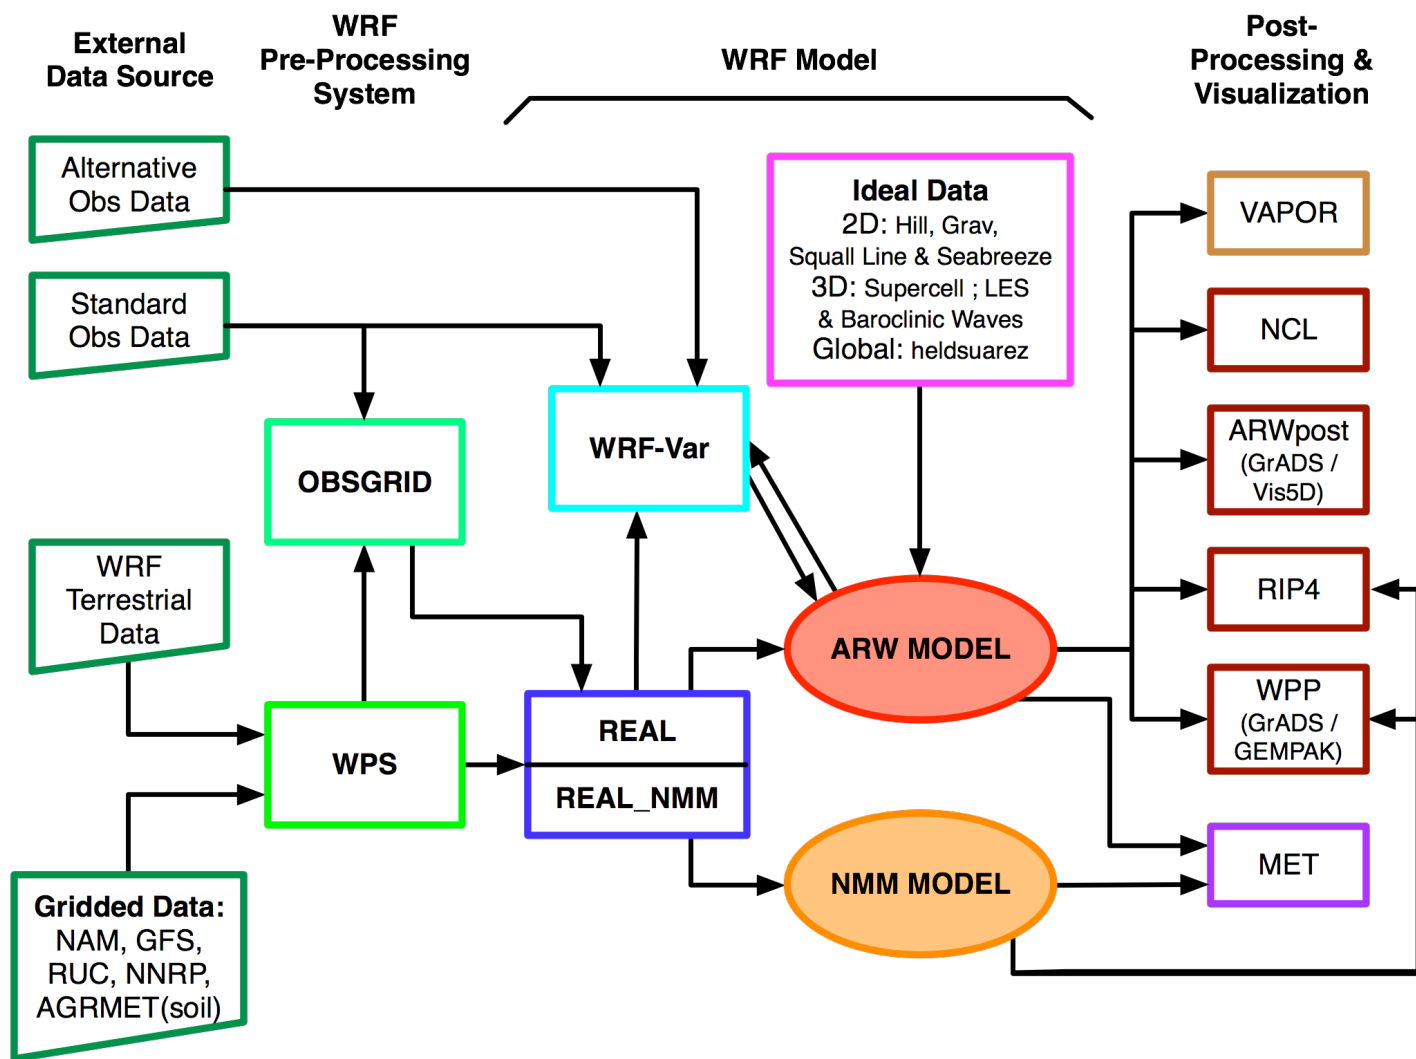 External
Data Source
WRF
Pre-Processing
System
WRF Model
Post-
Processing &
Visualization
Alternative
Obs Data
Standard
Obs Data
WRF
Terrestrial
Data
Gridded Data:
NAM, GFS,
RUC, NNRP,
AGRMET(soil)
OBSGRID
WPS
WRF-Var
REAL
REAL_NMM
Ideal Data
2D: Hill, Grav,
Squall Line & Seabreeze
3D: Supercell ; LES
& Baroclinic Waves
Global: heldsuarez
ARW MODEL
NMM MODEL
VAPOR
NCL
ARWpost
(GrADS /
Vis5D)
RIP4
WPP
(GrADS /
GEMPAK)
MET